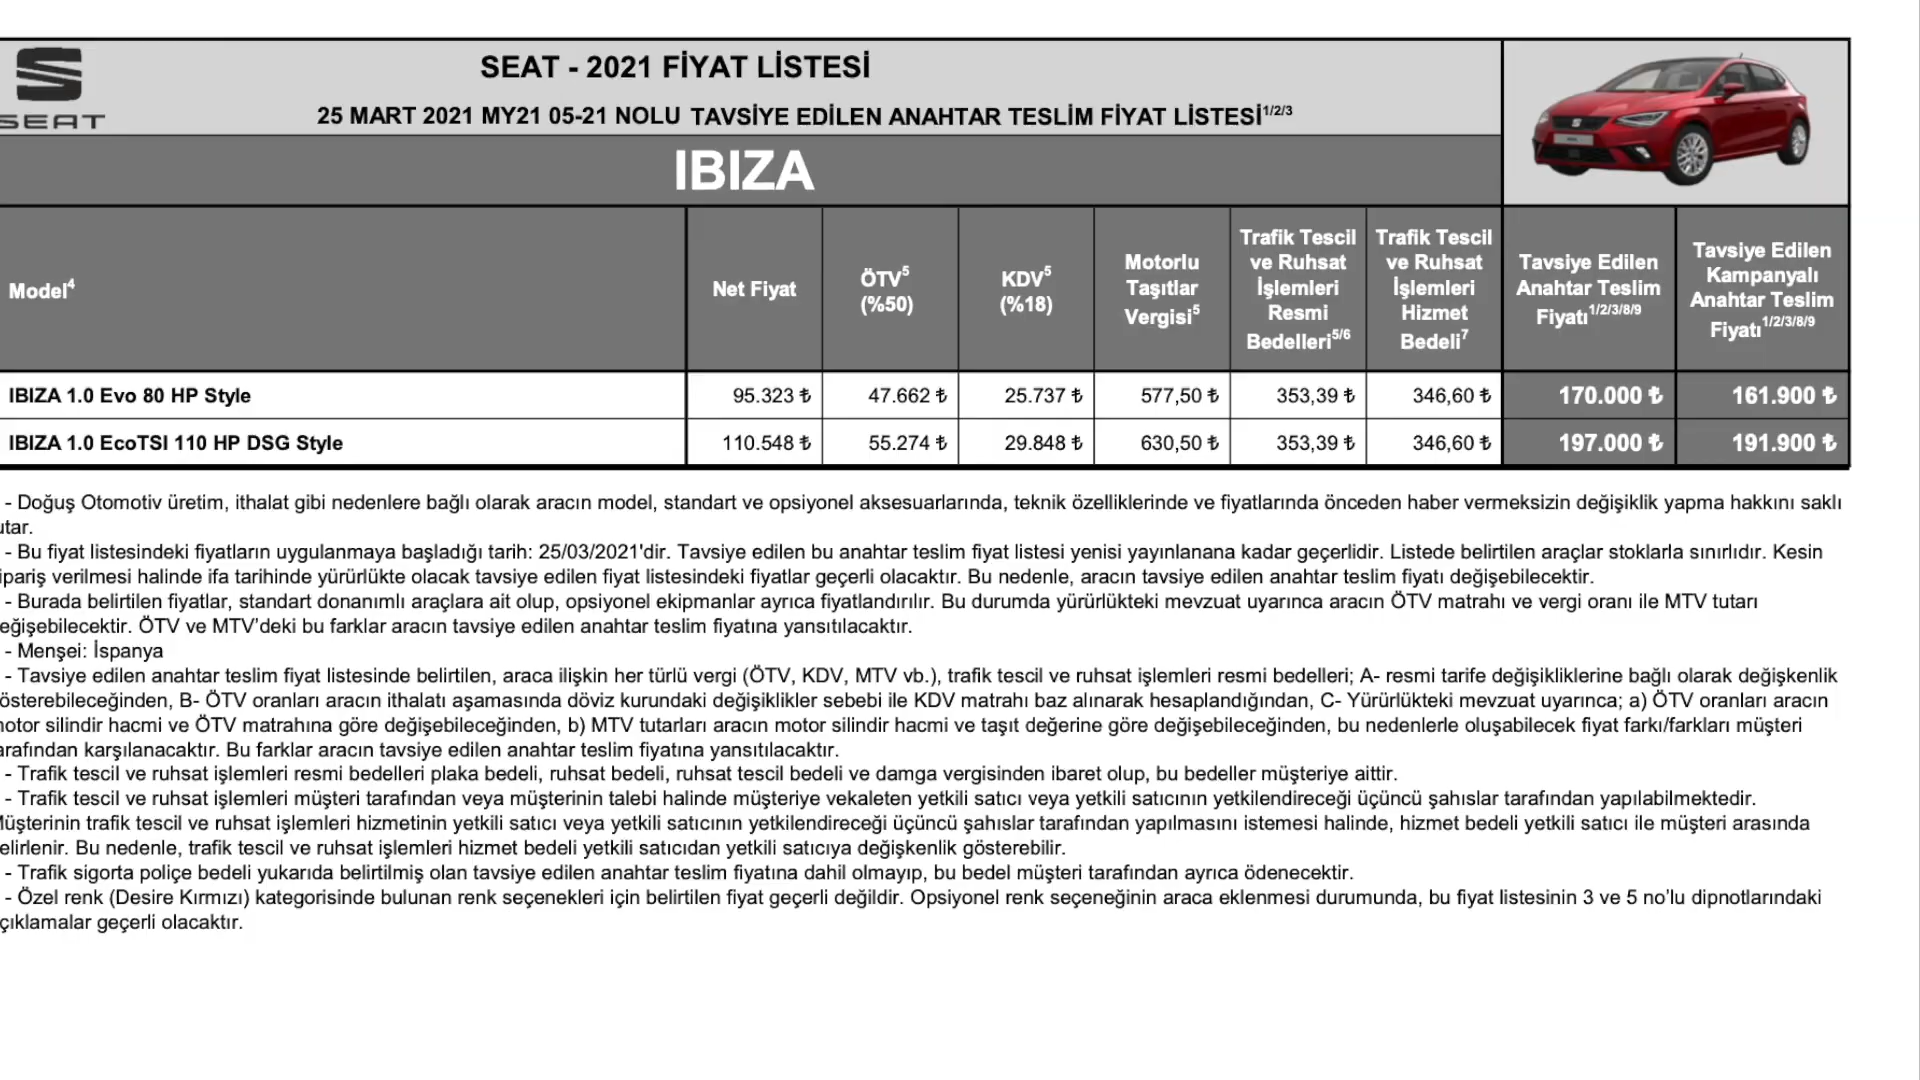 SEAT
SEAT - 2021 FİYAT LİSTESİ
25 MART 2021 MY21 05-21 NOLU TAVSİYE EDİLEN ANAHTAR TESLİM FİYAT LİSTESİ1/2/3
IBIZA
Model4
Net Fiyat
ÖTV5
(%50)
KDV5
(%18)
Motorlu
Taşıtlar
Vergisi5
Trafik Tescil
ve Ruhsat
İşlemleri
Resmi
Bedelleri5/6
Trafik Tescil
ve Ruhsat
İşlemleri
Hizmet
Bedeli7
Tavsiye Edilen
Anahtar Teslim
Fiyatı1/2/3/8/9
Tavsiye Edilen
Kampanyalı
Anahtar Teslim
Fiyatı1/2/3/8/9
IBIZA 1.0 Evo 80 HP Style 95.323 ₺ 47.662 ₺ 25.737 ₺ 577,50 ₺ 353,39 ₺ 346,60 ₺ 170.000 ₺ 161.900 ₺
IBIZA 1.0 EcoTSI 110 HP DSG Style 110.548 ₺ 55.274 ₺ 29.848 ₺ 630,50 ₺ 353,39 ₺ 346,60 ₺ 197.000 ₺ 191.900 ₺
- Doğuş Otomotiv üretim, ithalat gibi nedenlere bağlı olarak aracın model, standart ve opsiyonel aksesuarlarında, teknik özelliklerinde ve fiyatlarında önceden haber vermeksizin değişiklik yapma hakkını saklı
utar.
- Bu fiyat listesindeki fiyatların uygulanmaya başladığı tarih: 25/03/2021'dir. Tavsiye edilen bu anahtar teslim fiyat listesi yenisi yayınlanana kadar geçerlidir. Listede belirtilen araçlar stoklarla sınırlıdır. Kesin
ipariş verilmesi halinde ifa tarihinde yürürlükte olacak tavsiye edilen fiyat listesindeki fiyatlar geçerli olacaktır. Bu nedenle, aracın tavsiye edilen anahtar teslim fiyatı değişebilecektir.
- Burada belirtilen fiyatlar, standart donanımlı araçlara ait olup, opsiyonel ekipmanlar ayrıca fiyatlandırılır. Bu durumda yürürlükteki mevzuat uyarınca aracın ÖTV matrahı ve vergi oranı ile MTV tutarı
eğişebilecektir. ÖTV ve MTV’deki bu farklar aracın tavsiye edilen anahtar teslim fiyatına yansıtılacaktır.
- Menşei: İspanya
- Tavsiye edilen anahtar teslim fiyat listesinde belirtilen, araca ilişkin her türlü vergi (ÖTV, KDV, MTV vb.), trafik tescil ve ruhsat işlemleri resmi bedelleri; A- resmi tarife değişikliklerine bağlı olarak değişkenlik
österebileceğinden, B- ÖTV oranları aracın ithalatı aşamasında döviz kurundaki değişiklikler sebebi ile KDV matrahı baz alınarak hesaplandığından, C- Yürürlükteki mevzuat uyarınca; a) ÖTV oranları aracın
otor silindir hacmi ve ÖTV matrahına göre değişebileceğinden, b) MTV tutarları aracın motor silindir hacmi ve taşıt değerine göre değişebileceğinden, bu nedenlerle oluşabilecek fiyat farkı/farkları müşteri
arafından karşılanacaktır. Bu farklar aracın tavsiye edilen anahtar teslim fiyatına yansıtılacaktır.
- Trafik tescil ve ruhsat işlemleri resmi bedelleri plaka bedeli, ruhsat bedeli, ruhsat tescil bedeli ve damga vergisinden ibaret olup, bu bedeller müşteriye aittir.
- Trafik tescil ve ruhsat işlemleri müşteri tarafından veya müşterinin talebi halinde müşteriye vekaleten yetkili satıcı veya yetkili satıcının yetkilendireceği üçüncü şahıslar tarafından yapılabilmektedir.
Müşterinin trafik tescil ve ruhsat işlemleri hizmetinin yetkili satıcı veya yetkili satıcının yetkilendireceği üçüncü şahıslar tarafından yapılmasını istemesi halinde, hizmet bedeli yetkili satıcı ile müşteri arasında
elirlenir. Bu nedenle, trafik tescil ve ruhsat işlemleri hizmet bedeli yetkili satıcıdan yetkili satıcıya değişkenlik gösterebilir.
- Trafik sigorta poliçe bedeli yukarıda belirtilmiş olan tavsiye edilen anahtar teslim fiyatına dahil olmayıp, bu bedel müşteri tarafından ayrıca ödenecektir.
- Özel renk (Desire Kırmızı) kategorisinde bulunan renk seçenekleri için belirtilen fiyat geçerli değildir. Opsiyonel renk seçeneğinin araca eklenmesi durumunda, bu fiyat listesinin 3 ve 5 no’lu dipnotlarındaki
çıklamalar geçerli olacaktır.